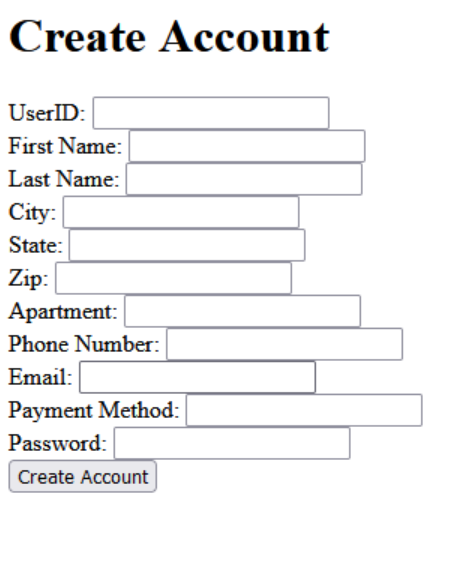 Create Account
UserID:
First Name:
Last Name:
City:
State:
Zip:
Apartment:
Phone Number:
Email:
Payment Method:
Password:
Create Account